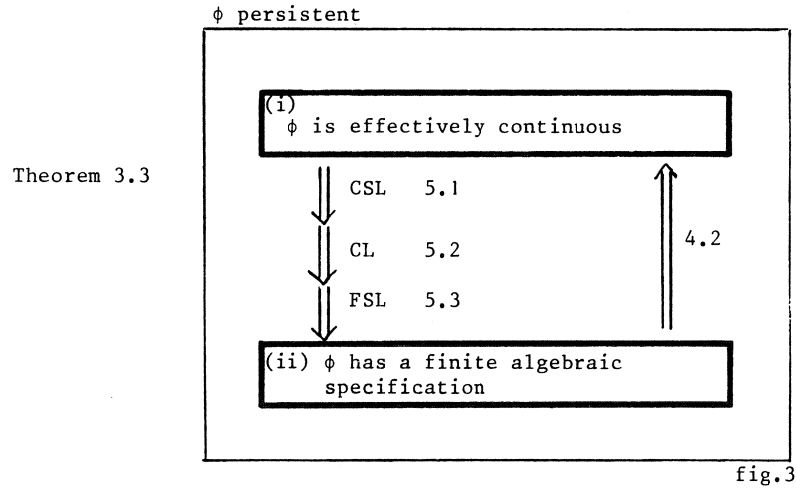 ϕ persistent
(i)
ϕ is effectively continuous
Theorem 3.3
CSL 5.1
CL 5.2
4.2
FSL 5.3
(ii) ϕ has a finite algebraic
specification
fig.3